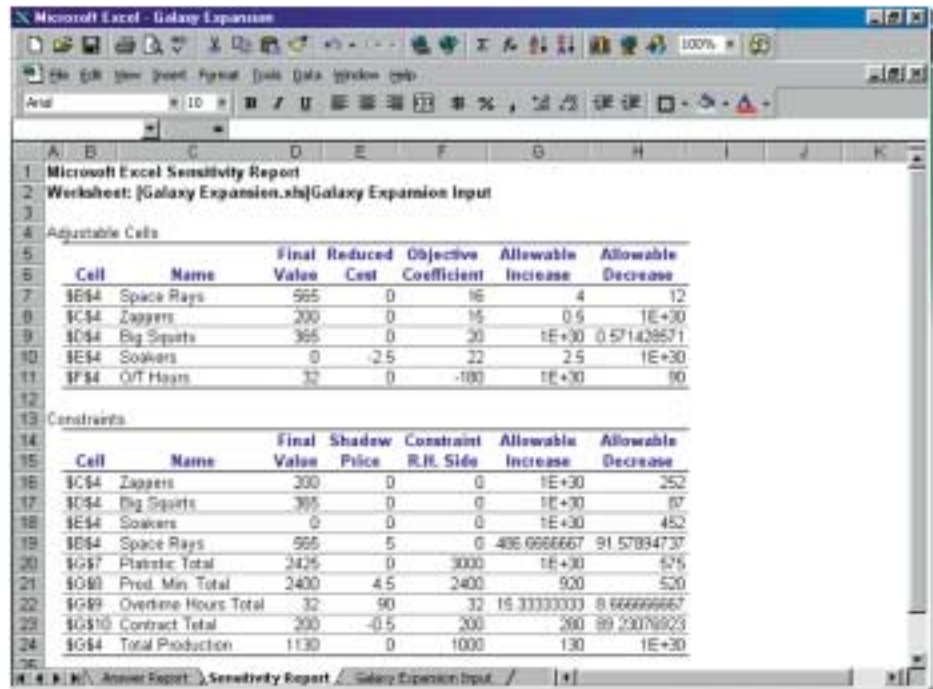 Microsoft Excel - Galaxy Expansion
100%
File Edit View Insert Format Tools Data Window Help
Arial 10 B I U $ % ,
=
A B C D E F G H I J K
1 Microsoft Excel Sensitivity Report
2 Worksheet: [Galaxy Expansion.xls]Galaxy Expansion Input
3
4 Adjustable Cells
5 Final Reduced Objective Allowable Allowable
6 Cell Name Value Cost Coefficient Increase Decrease
7 $B$4 Space Rays 565 0 16 4 12
8 $C$4 Zappers 200 0 15 0.5 1E+30
9 $D$4 Big Squirts 365 0 20 1E+30 0.571428571
10 $E$4 Soakers 0 -2.5 22 2.5 1E+30
11 $F$4 O/T Hours 32 0 -180 1E+30 90
12
13 Constraints
14 Final Shadow Constraint Allowable Allowable
15 Cell Name Value Price R.H. Side Increase Decrease
16 $C$4 Zappers 200 0 0 1E+30 252
17 $D$4 Big Squirts 365 0 0 1E+30 87
18 $E$4 Soakers 0 0 0 1E+30 452
19 $B$4 Space Rays 565 5 0 486.6666667 91.57894737
20 $G$7 Plastic Total 2425 0 3000 1E+30 575
21 $G$8 Prod. Min. Total 2400 4.5 2400 920 520
22 $G$9 Overtime Hours Total 32 90 32 15.33333333 8.666666667
23 $G$10 Contract Total 200 -0.5 200 280 89.23076923
24 $G$4 Total Production 1130 0 1000 130 1E+30
Answer Report Sensitivity Report Galaxy Expansion Input